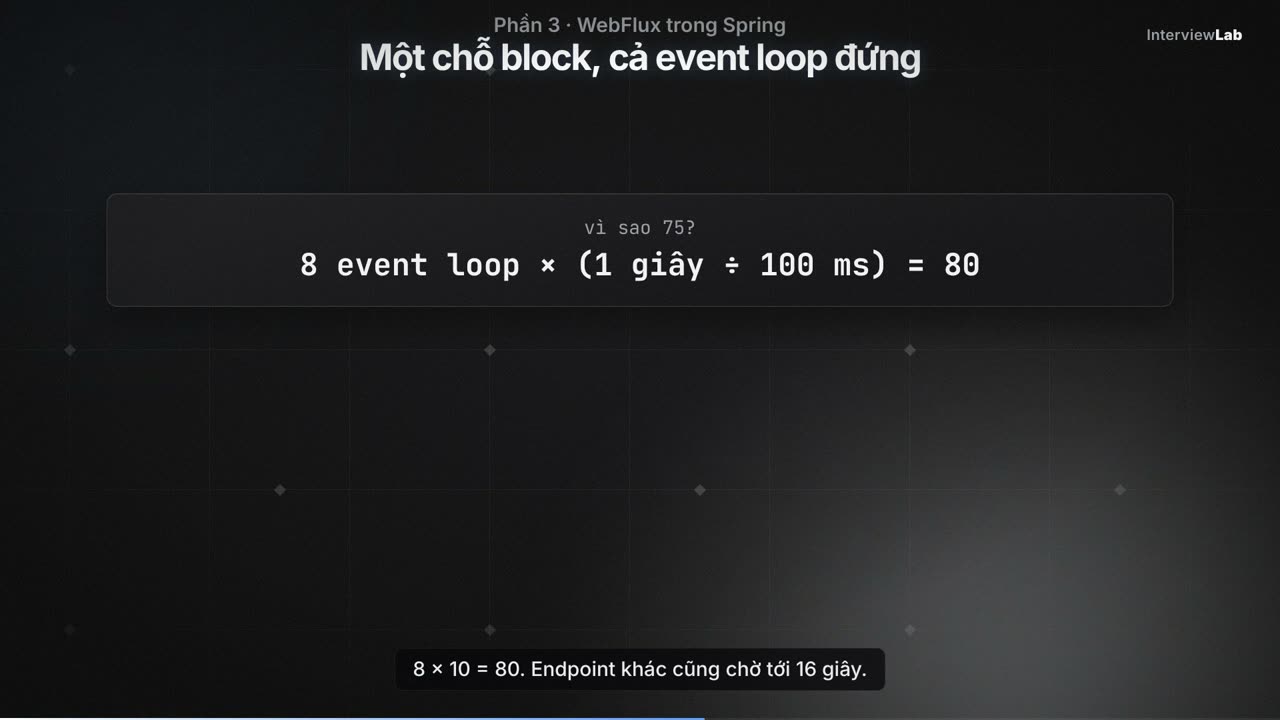 Phần 3 · WebFlux trong Spring
Một chỗ block, cả event loop đứng
InterviewLab
vì sao 75?
8 event loop × (1 giây ÷ 100 ms) = 80
8 × 10 = 80. Endpoint khác cũng chờ tới 16 giây.